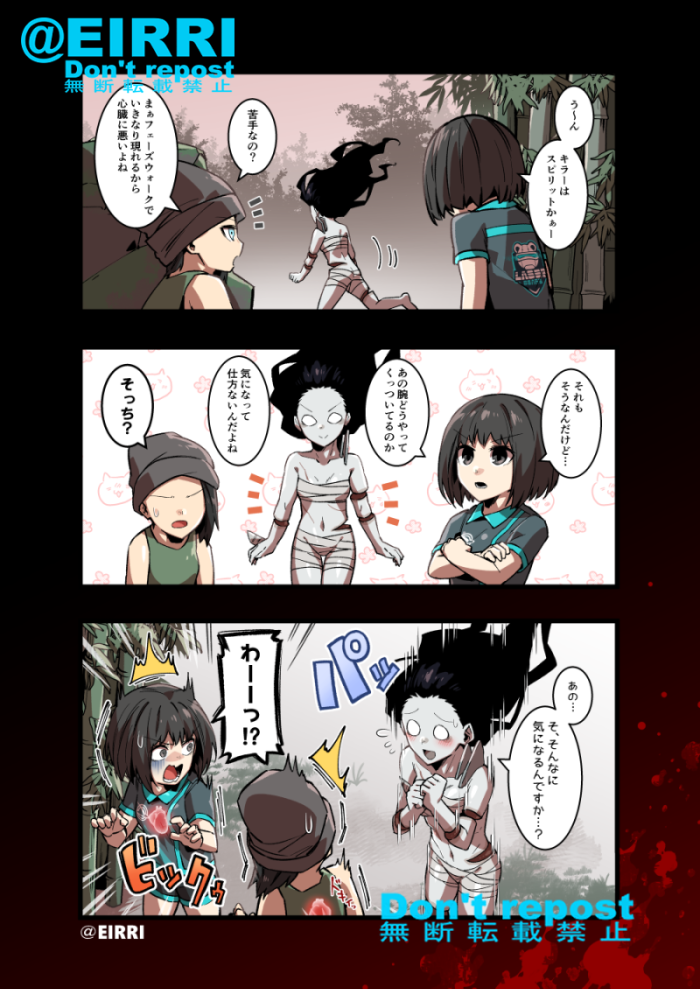 @EIRRI
Don't repost
無断転載禁止
う～ん
キラーは
スピリットかぁー
苦手なの?
まぁフェーズウォークで
いきなり現れるから
心臓に悪いよね
それも
そうなんだけど…
あの腕どうやって
くっついてるのか
気になって
仕方ないんだよね
そっち?
あの…
そ、そんなに
気になるんですか…?
パッ
わーーっ!?
ビックゥ
@EIRRI
Don't repost
無断転載禁止